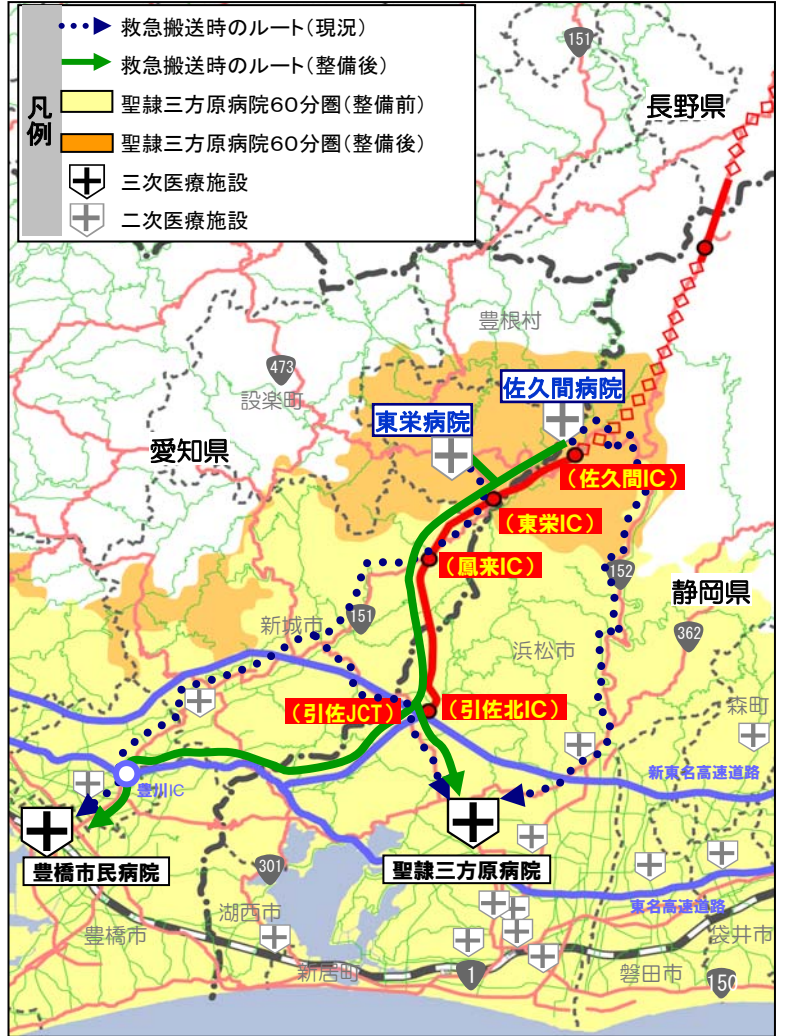 凡例
救急搬送時のルート(現況)
救急搬送時のルート(整備後)
聖隷三方原病院60分圏(整備前)
聖隷三方原病院60分圏(整備後)
三次医療施設
二次医療施設
151
長野県
豊根村
473
設楽町
佐久間病院
東栄病院
愛知県
(佐久間IC)
(東栄IC)
(鳳来IC)
152
静岡県
新城市
151
362
浜松市
(引佐JCT)
(引佐北IC)
森町
新東名高速道路
豊川IC
豊橋市民病院
聖隷三方原病院
301
東名高速道路
湖西市
豊橋市
袋井市
新居町
1
磐田市
150